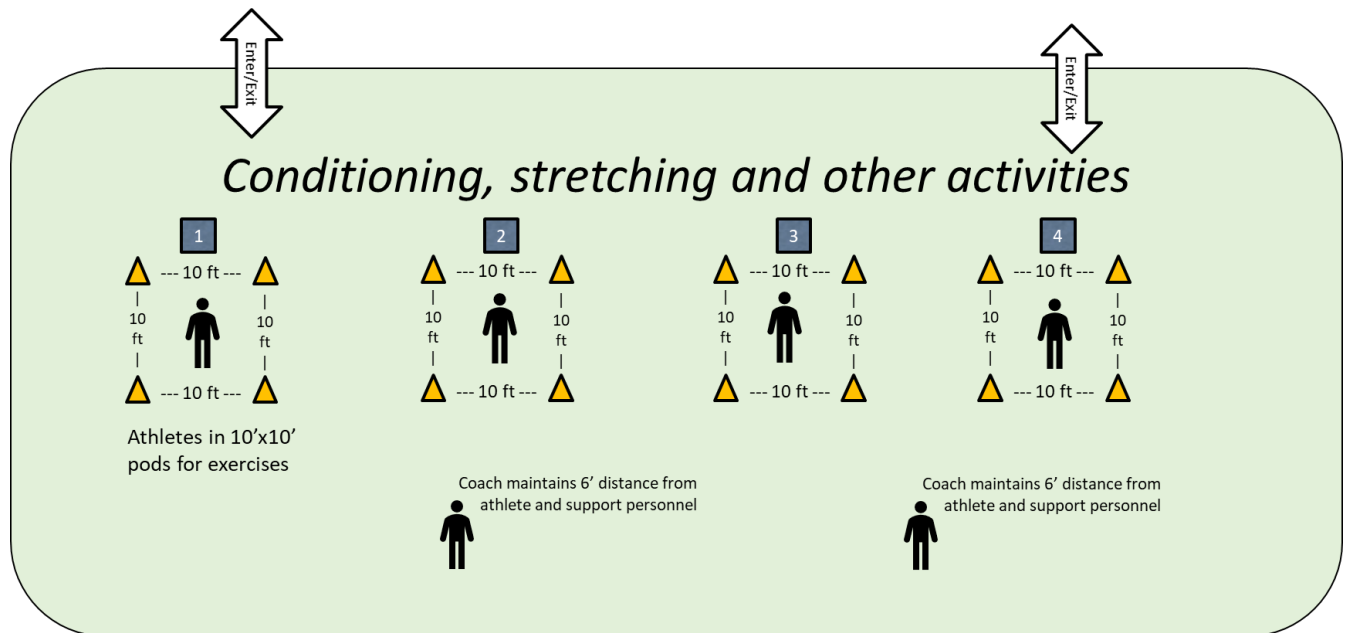 Enter/Exit
Enter/Exit
Conditioning, stretching and other activities
1
2
3
4
--- 10 ft ---
--- 10 ft ---
--- 10 ft ---
--- 10 ft ---
| 10 ft |
| 10 ft |
| 10 ft |
| 10 ft |
| 10 ft |
| 10 ft |
| 10 ft |
| 10 ft |
--- 10 ft ---
--- 10 ft ---
--- 10 ft ---
--- 10 ft ---
Athletes in 10’x10’
pods for exercises
Coach maintains 6’ distance from
athlete and support personnel
Coach maintains 6’ distance from
athlete and support personnel